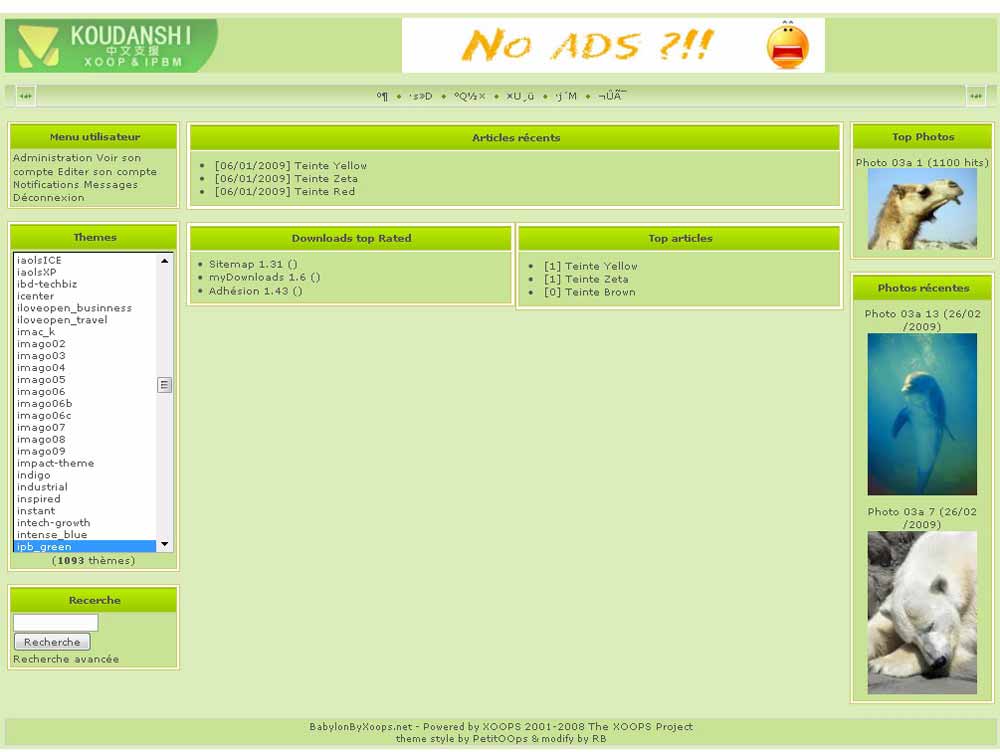 KOUDANSHI
中文支援
XOOP & IPBM
No ADS ?!!
Menu utilisateur
Administration Voir son
compte Editer son compte
Notifications Messages
Déconnexion
Themes
iaolsICE
iaolsXP
ibd-techbiz
icenter
iloveopen_businness
iloveopen_travel
imac_k
imago02
imago03
imago04
imago05
imago06
imago06b
imago06c
imago07
imago08
imago09
impact-theme
indigo
industrial
inspired
instant
intech-growth
intense_blue
ipb_green
(1093 thèmes)
Recerche
Recherche
Recherche avancée
Articles récents
[06/01/2009] Teinte Yellow
[06/01/2009] Teinte Zeta
[06/01/2009] Teinte Red
Downloads top Rated
Sitemap 1.31 ()
myDownloads 1.6 ()
Adhésion 1.43 ()
Top articles
[1] Teinte Yellow
[1] Teinte Zeta
[0] Teinte Brown
Top Photos
Photo 03a 1 (1100 hits)
Photos récentes
Photo 03a 13 (26/02
/2009)
Photo 03a 7 (26/02
/2009)
BabylonByXoops.net - Powered by XOOPS 2001-2008 The XOOPS Project
theme style by PetitOOps & modify by RB